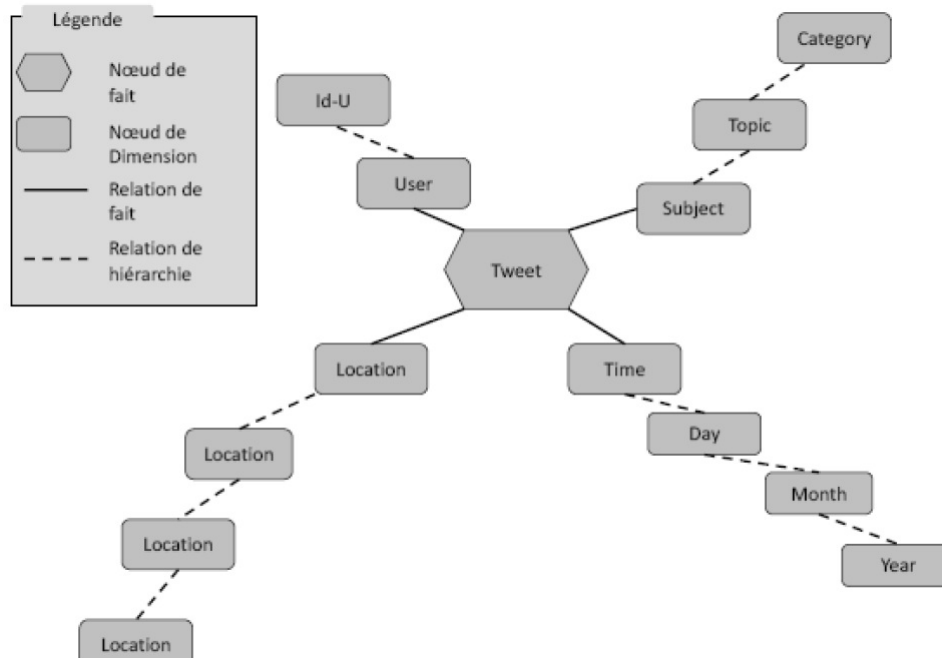 Légende
Nœud de
fait
Nœud de
Dimension
Relation de
fait
Relation de
hiérarchie
Category
Id-U
Topic
User
Subject
Tweet
Location
Time
Location
Day
Month
Location
Year
Location